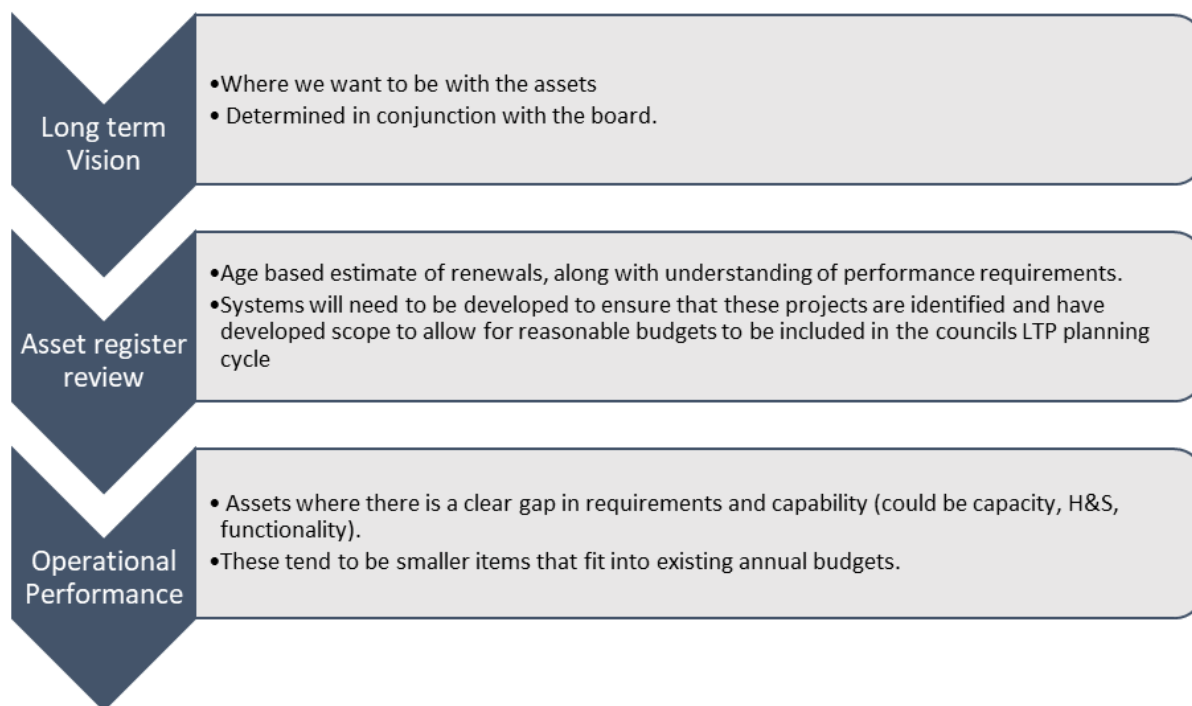 Long term
Vision
•Where we want to be with the assets
• Determined in conjunction with the board.
Asset register
review
•Age based estimate of renewals, along with understanding of performance requirements.
•Systems will need to be developed to ensure that these projects are identified and have
developed scope to allow for reasonable budgets to be included in the councils LTP planning
cycle
Operational
Performance
• Assets where there is a clear gap in requirements and capability (could be capacity, H&S,
functionality).
•These tend to be smaller items that fit into existing annual budgets.